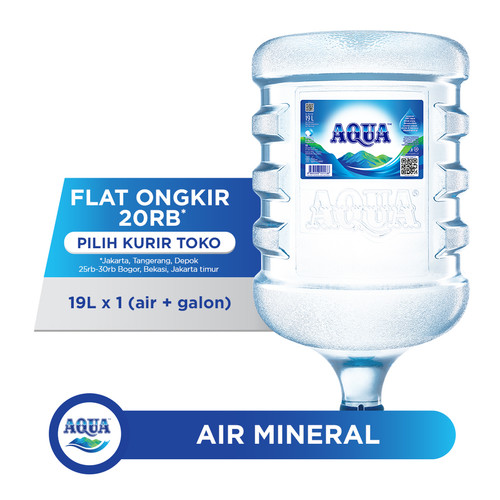 19 L
AQUA
AQUA
FLAT ONGKIR
20RB*
PILIH KURIR TOKO
*Jakarta, Tangerang, Depok
25rb-30rb Bogor, Bekasi, Jakarta timur
19L x 1 (air + galon)
AQUA
AIR MINERAL